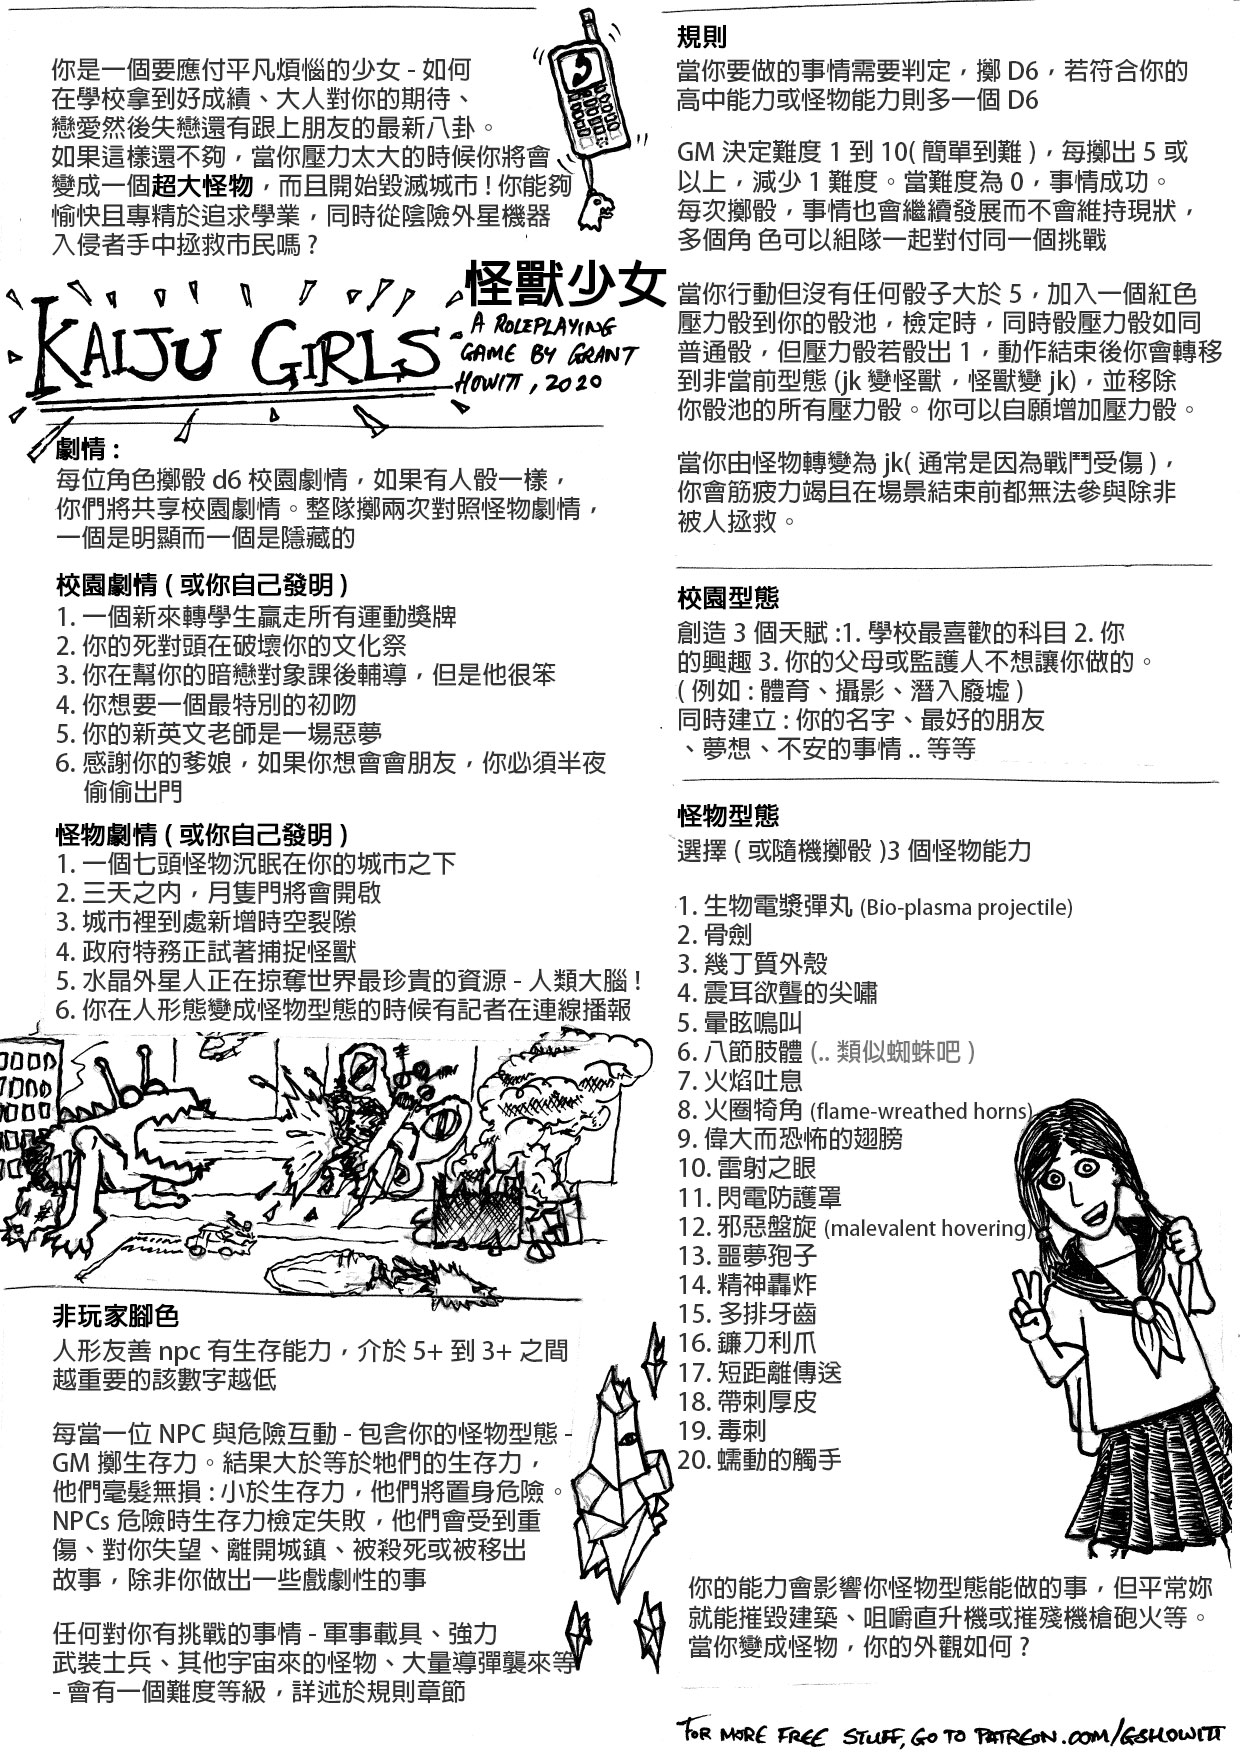 你是一個要應付平凡煩惱的少女 - 如何
在學校拿到好成績、大人對你的期待、
戀愛然後失戀還有跟上朋友的最新八卦。
如果這樣還不夠，當你壓力太大的時候你將會
變成一個超大怪物，而且開始毀滅城市 ! 你能夠
愉快且專精於追求學業，同時從陰險外星機器
入侵者手中拯救市民嗎 ?
5
KAIJU GIRLS
怪獸少女
A ROLEPLAYING
GAME BY GRANT
HOWITT, 2020
劇情 :
每位角色擲骰 d6 校園劇情，如果有人骰一樣，
你們將共享校園劇情。整隊擲兩次對照怪物劇情，
一個是明顯而一個是隱藏的
校園劇情 ( 或你自己發明 )
1. 一個新來轉學生贏走所有運動獎牌
2. 你的死對頭在破壞你的文化祭
3. 你在幫你的暗戀對象課後輔導，但是他很笨
4. 你想要一個最特別的初吻
5. 你的新英文老師是一場惡夢
6. 感謝你的爹娘，如果你想會會朋友，你必須半夜
偷偷出門
怪物劇情 ( 或你自己發明 )
1. 一個七頭怪物沉眠在你的城市之下
2. 三天之內，月隻門將會開啟
3. 城市裡到處新增時空裂隙
4. 政府特務正試著捕捉怪獸
5. 水晶外星人正在掠奪世界最珍貴的資源 - 人類大腦 !
6. 你在人形態變成怪物型態的時候有記者在連線播報
非玩家腳色
人形友善 npc 有生存能力，介於 5+ 到 3+ 之間
越重要的該數字越低
每當一位 NPC 與危險互動 - 包含你的怪物型態 -
GM 擲生存力。結果大於等於牠們的生存力，
他們毫髮無損 : 小於生存力，他們將置身危險。
NPCs 危險時生存力檢定失敗，他們會受到重
傷、對你失望、離開城鎮、被殺死或被移出
故事，除非你做出一些戲劇性的事
任何對你有挑戰的事情 - 軍事載具、強力
武裝士兵、其他宇宙來的怪物、大量導彈襲來等
- 會有一個難度等級，詳述於規則章節
規則
當你要做的事情需要判定，擲 D6，若符合你的
高中能力或怪物能力則多一個 D6
GM 決定難度 1 到 10( 簡單到難 )，每擲出 5 或
以上，減少 1 難度。當難度為 0，事情成功。
每次擲骰，事情也會繼續發展而不會維持現狀，
多個角 色可以組隊一起對付同一個挑戰
當你行動但沒有任何骰子大於 5，加入一個紅色
壓力骰到你的骰池，檢定時，同時骰壓力骰如同
普通骰，但壓力骰若骰出 1，動作結束後你會轉移
到非當前型態 (jk 變怪獸，怪獸變 jk)，並移除
你骰池的所有壓力骰。你可以自願增加壓力骰。
當你由怪物轉變為 jk( 通常是因為戰鬥受傷 )，
你會筋疲力竭且在場景結束前都無法參與除非
被人拯救。
校園型態
創造 3 個天賦 :1. 學校最喜歡的科目 2. 你
的興趣 3. 你的父母或監護人不想讓你做的。
( 例如 : 體育、攝影、潛入廢墟 )
同時建立 : 你的名字、最好的朋友
、夢想、不安的事情 .. 等等
怪物型態
選擇 ( 或隨機擲骰 )3 個怪物能力
1. 生物電漿彈丸 (Bio-plasma projectile)
2. 骨劍
3. 幾丁質外殼
4. 震耳欲聾的尖嘯
5. 暈眩鳴叫
6. 八節肢體 (.. 類似蜘蛛吧 )
7. 火焰吐息
8. 火圈犄角 (flame-wreathed horns)
9. 偉大而恐怖的翅膀
10. 雷射之眼
11. 閃電防護罩
12. 邪惡盤旋 (malevalent hovering)
13. 噩夢孢子
14. 精神轟炸
15. 多排牙齒
16. 鐮刀利爪
17. 短距離傳送
18. 帶刺厚皮
19. 毒刺
20. 蠕動的觸手
你的能力會影響你怪物型態能做的事，但平常妳
就能摧毀建築、咀嚼直升機或摧殘機槍砲火等。
當你變成怪物，你的外觀如何 ?
FOR MORE FREE STUFF, GO TO PATREON.COM/GSHOWITT